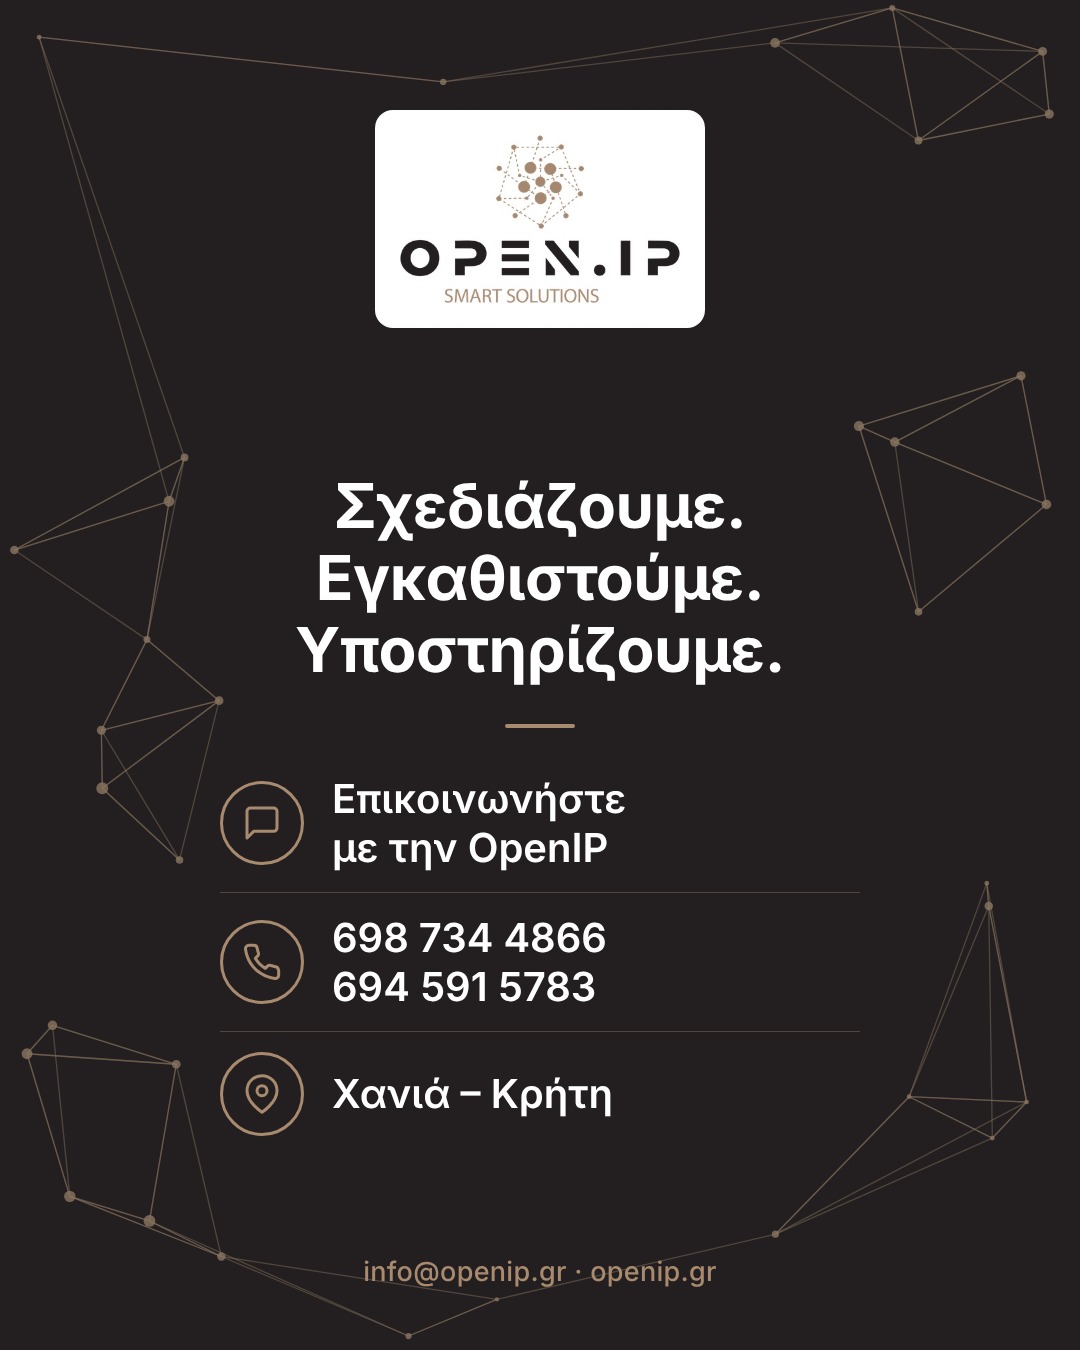 OPEN.IP
SMART SOLUTIONS
Σχεδιάζουμε.
Εγκαθιστούμε.
Υποστηρίζουμε.
Επικοινωνήστε
με την OpenIP
698 734 4866
694 591 5783
Χανιά – Κρήτη
info@openip.gr · openip.gr